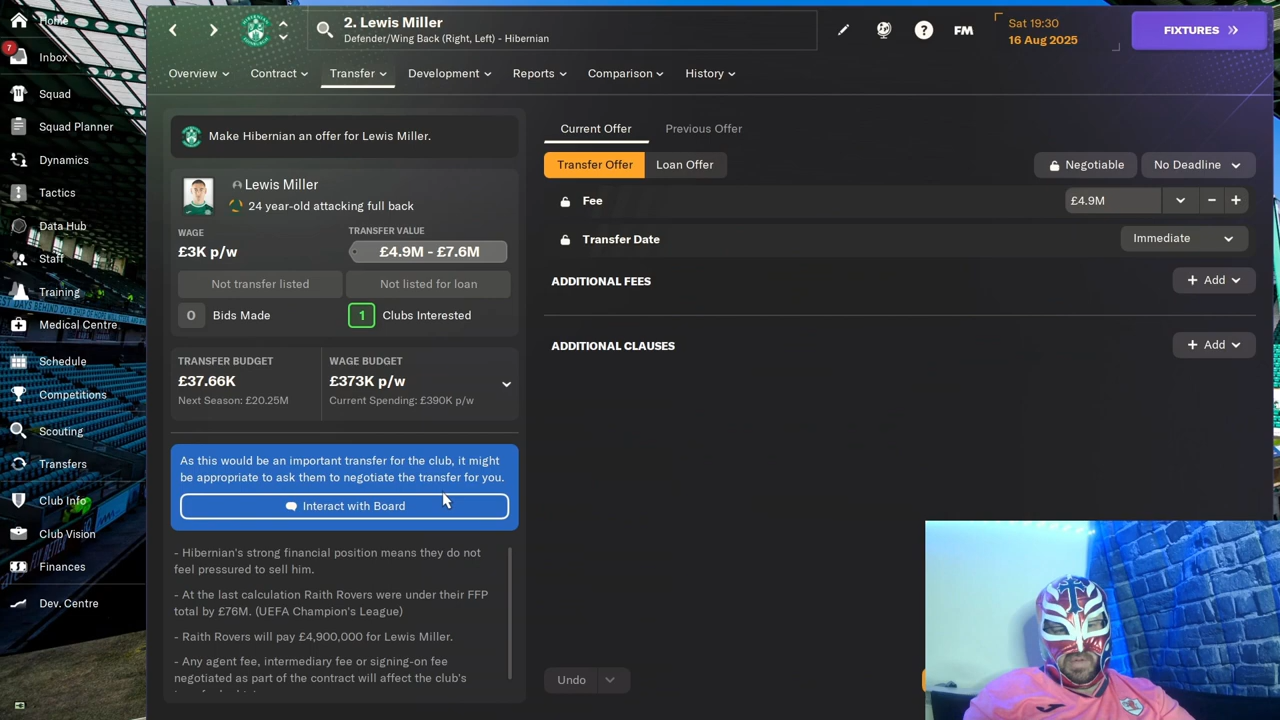 Home
7
Inbox
Squad
Squad Planner
Dynamics
Tactics
Data Hub
Staff
Training
Medical Centre
Schedule
Competitions
Scouting
Transfers
Club Info
Club Vision
Finances
Dev. Centre
2. Lewis Miller
Defender/Wing Back (Right, Left) - Hibernian
?
FM
Sat 19:30
16 Aug 2025
FIXTURES
Overview
Contract
Transfer
Development
Reports
Comparison
History
Make Hibernian an offer for Lewis Miller.
Lewis Miller
24 year-old attacking full back
WAGE
£3K p/w
TRANSFER VALUE
£4.9M - £7.6M
Not transfer listed
Not listed for loan
0 Bids Made
1 Clubs Interested
TRANSFER BUDGET
£37.66K
Next Season: £20.25M
WAGE BUDGET
£373K p/w
Current Spending: £390K p/w
As this would be an important transfer for the club, it might
be appropriate to ask them to negotiate the transfer for you.
Interact with Board
- Hibernian's strong financial position means they do not
feel pressured to sell him.
- At the last calculation Raith Rovers were under their FFP
total by £76M. (UEFA Champion's League)
- Raith Rovers will pay £4,900,000 for Lewis Miller.
- Any agent fee, intermediary fee or signing-on fee
negotiated as part of the contract will affect the club's
Current Offer
Previous Offer
Transfer Offer
Loan Offer
Negotiable
No Deadline
Fee
£4.9M
Transfer Date
Immediate
ADDITIONAL FEES
+ Add
ADDITIONAL CLAUSES
+ Add
Undo